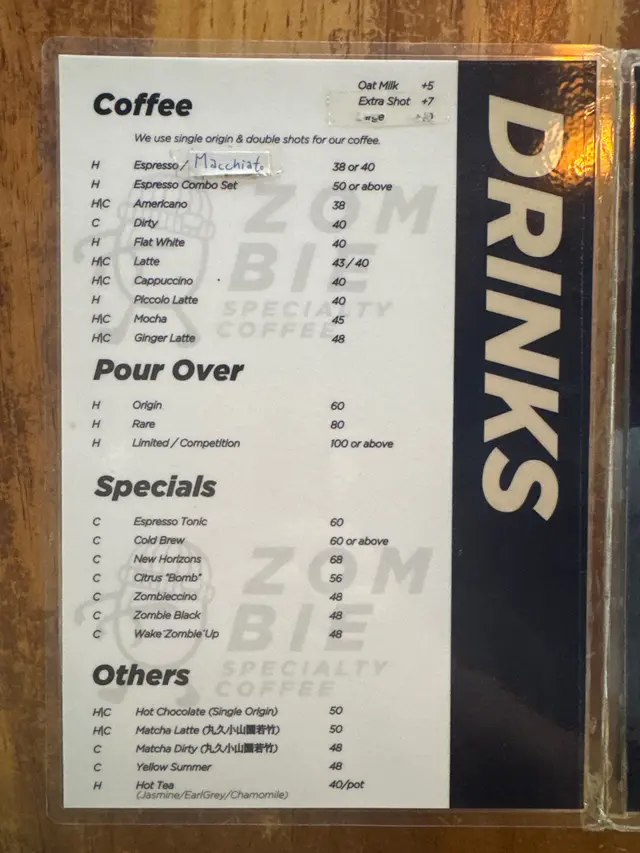 Oat Milk +5
Extra Shot +7
Coffee
We use single origin & double shots for our coffee.
H Espresso / Macchiato 38 or 40
H Espresso Combo Set 50 or above
H|C Americano 38
C Dirty 40
H Flat White 40
H|C Latte 43 / 40
H|C Cappuccino 40
H Piccolo Latte 40
H|C Mocha 45
H|C Ginger Latte 48
Pour Over
H Origin 60
H Rare 80
H Limited / Competition 100 or above
Specials
C Espresso Tonic 60
C Cold Brew 60 or above
C New Horizons 68
C Citrus "Bomb" 56
C Zombieccino 48
C Zombie Black 48
C Wake"Zombie"Up 48
Others
H|C Hot Chocolate (Single Origin) 50
H|C Matcha Latte (丸久小山園若竹) 50
C Matcha Dirty (丸久小山園若竹) 48
C Yellow Summer 48
H Hot Tea 40/pot
(Jasmine/EarlGrey/Chamomile)
DRINKS
ZOM
BIE
SPECIALTY
COFFEE
ZOM
BIE
SPECIALTY
COFFEE